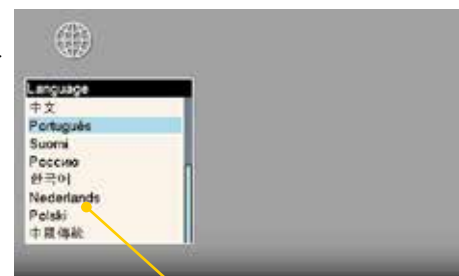 Language
中文
Português
Suomi
한국어
Nederlands
Polski